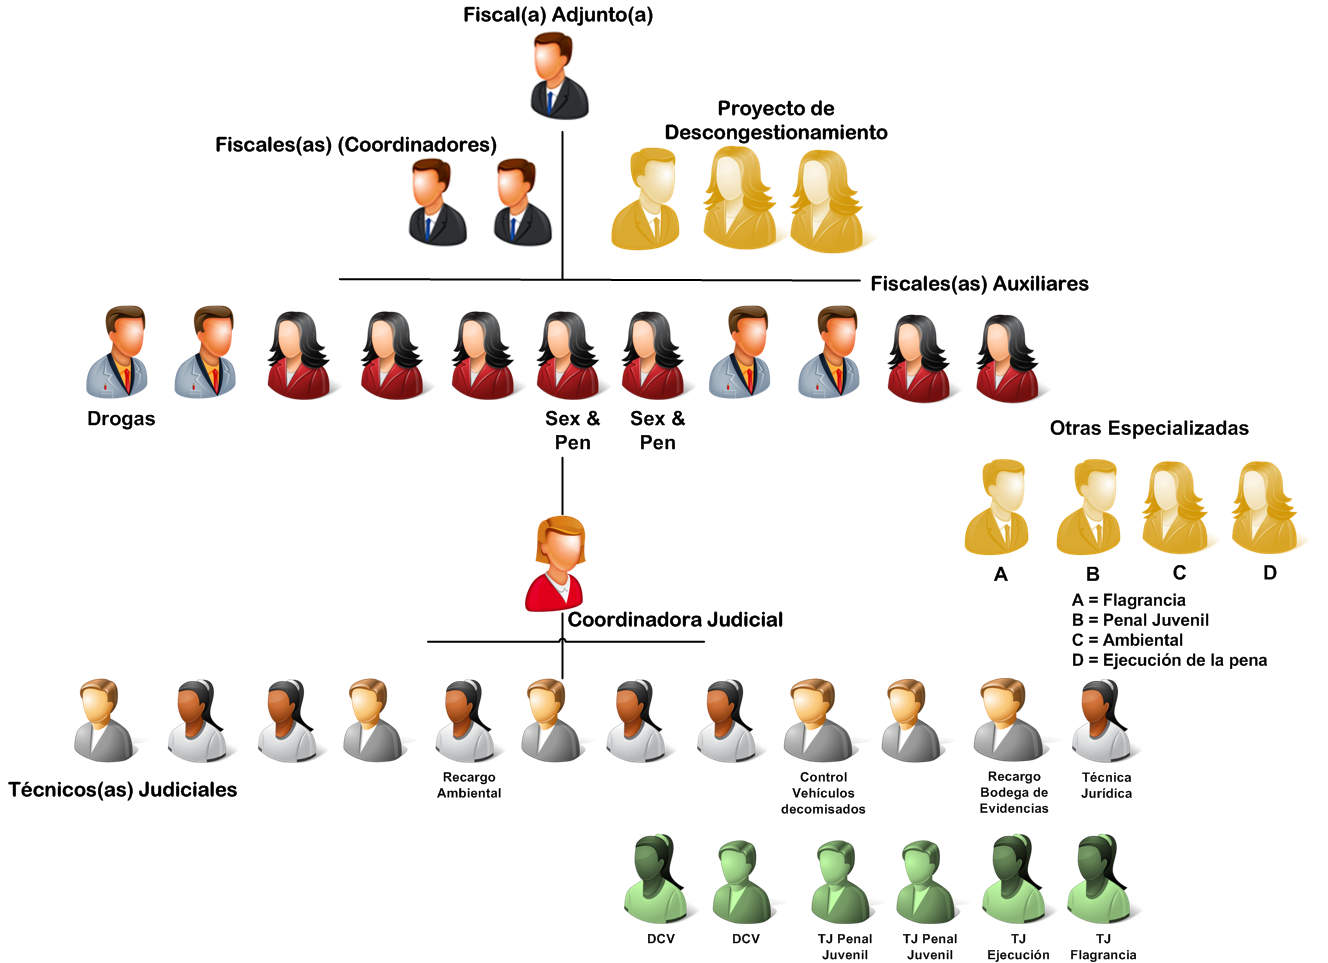 Fiscal(a) Adjunto(a)
Proyecto de
Descongestionamiento
Fiscales(as) (Coordinadores)
Fiscales(as) Auxiliares
Drogas
Sex &
Pen
Sex &
Pen
Otras Especializadas
A
B
C
D
A = Flagrancia
B = Penal Juvenil
C = Ambiental
D = Ejecución de la pena
Coordinadora Judicial
Técnicos(as) Judiciales
Recargo
Ambiental
Control
Vehículos
decomisados
Recargo
Bodega de
Evidencias
Técnica
Jurídica
DCV
DCV
TJ Penal
Juvenil
TJ Penal
Juvenil
TJ
Ejecución
TJ
Flagrancia